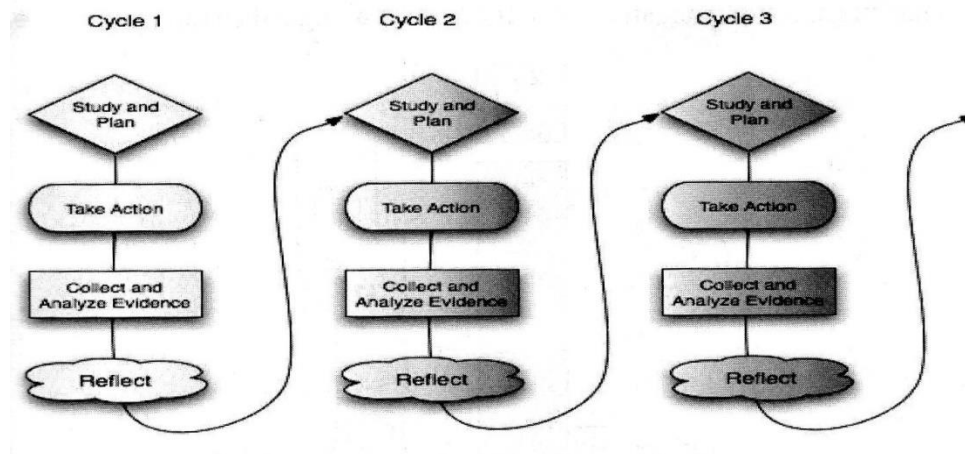 Cycle 1
Cycle 2
Cycle 3
Study and
Plan
Study and
Plan
Study and
Plan
Take Action
Take Action
Take Action
Collect and
Analyze Evidence
Collect and
Analyze Evidence
Collect and
Analyze Evidence
Reflect
Reflect
Reflect